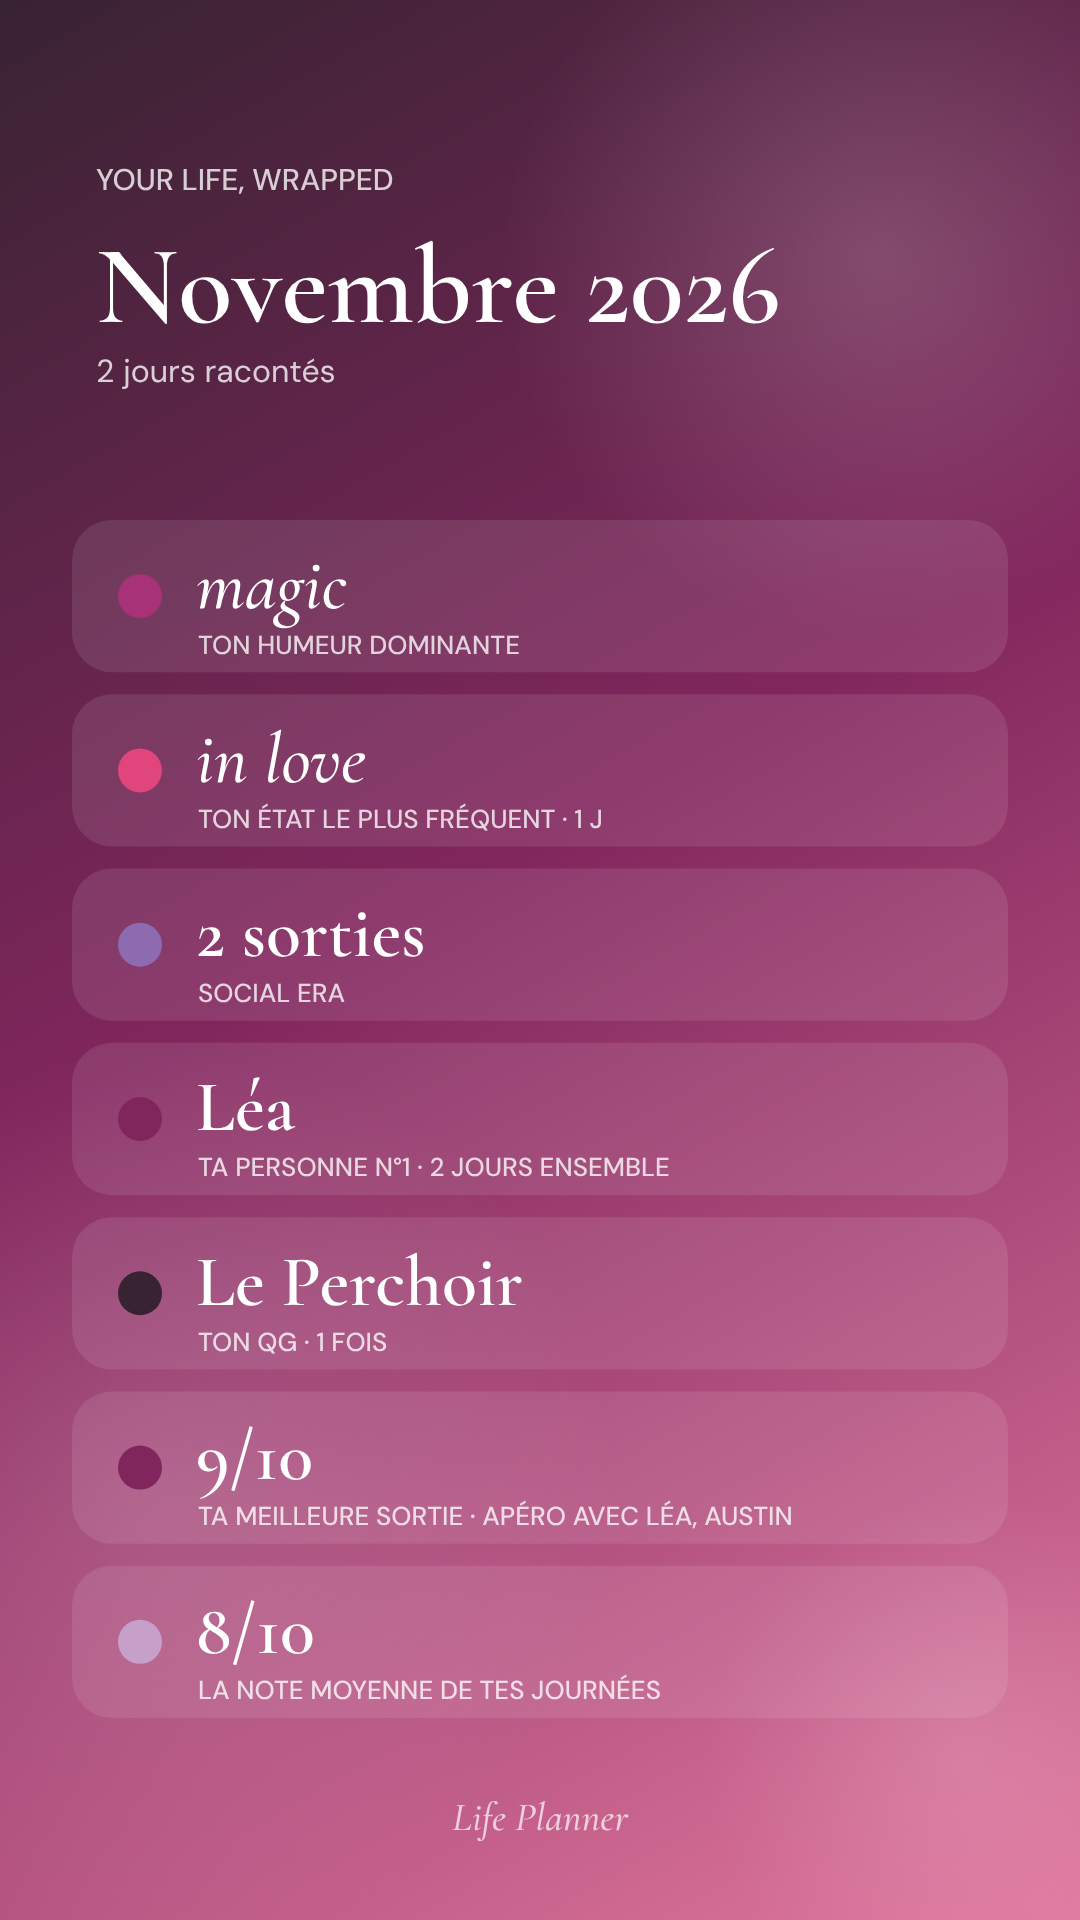 YOUR LIFE, WRAPPED
Novembre 2026
2 jours racontés
magic
TON HUMEUR DOMINANTE
in love
TON ÉTAT LE PLUS FRÉQUENT · 1 J
2 sorties
SOCIAL ERA
Léa
TA PERSONNE N°1 · 2 JOURS ENSEMBLE
Le Perchoir
TON QG · 1 FOIS
9/10
TA MEILLEURE SORTIE · APÉRO AVEC LÉA, AUSTIN
8/10
LA NOTE MOYENNE DE TES JOURNÉES
Life Planner